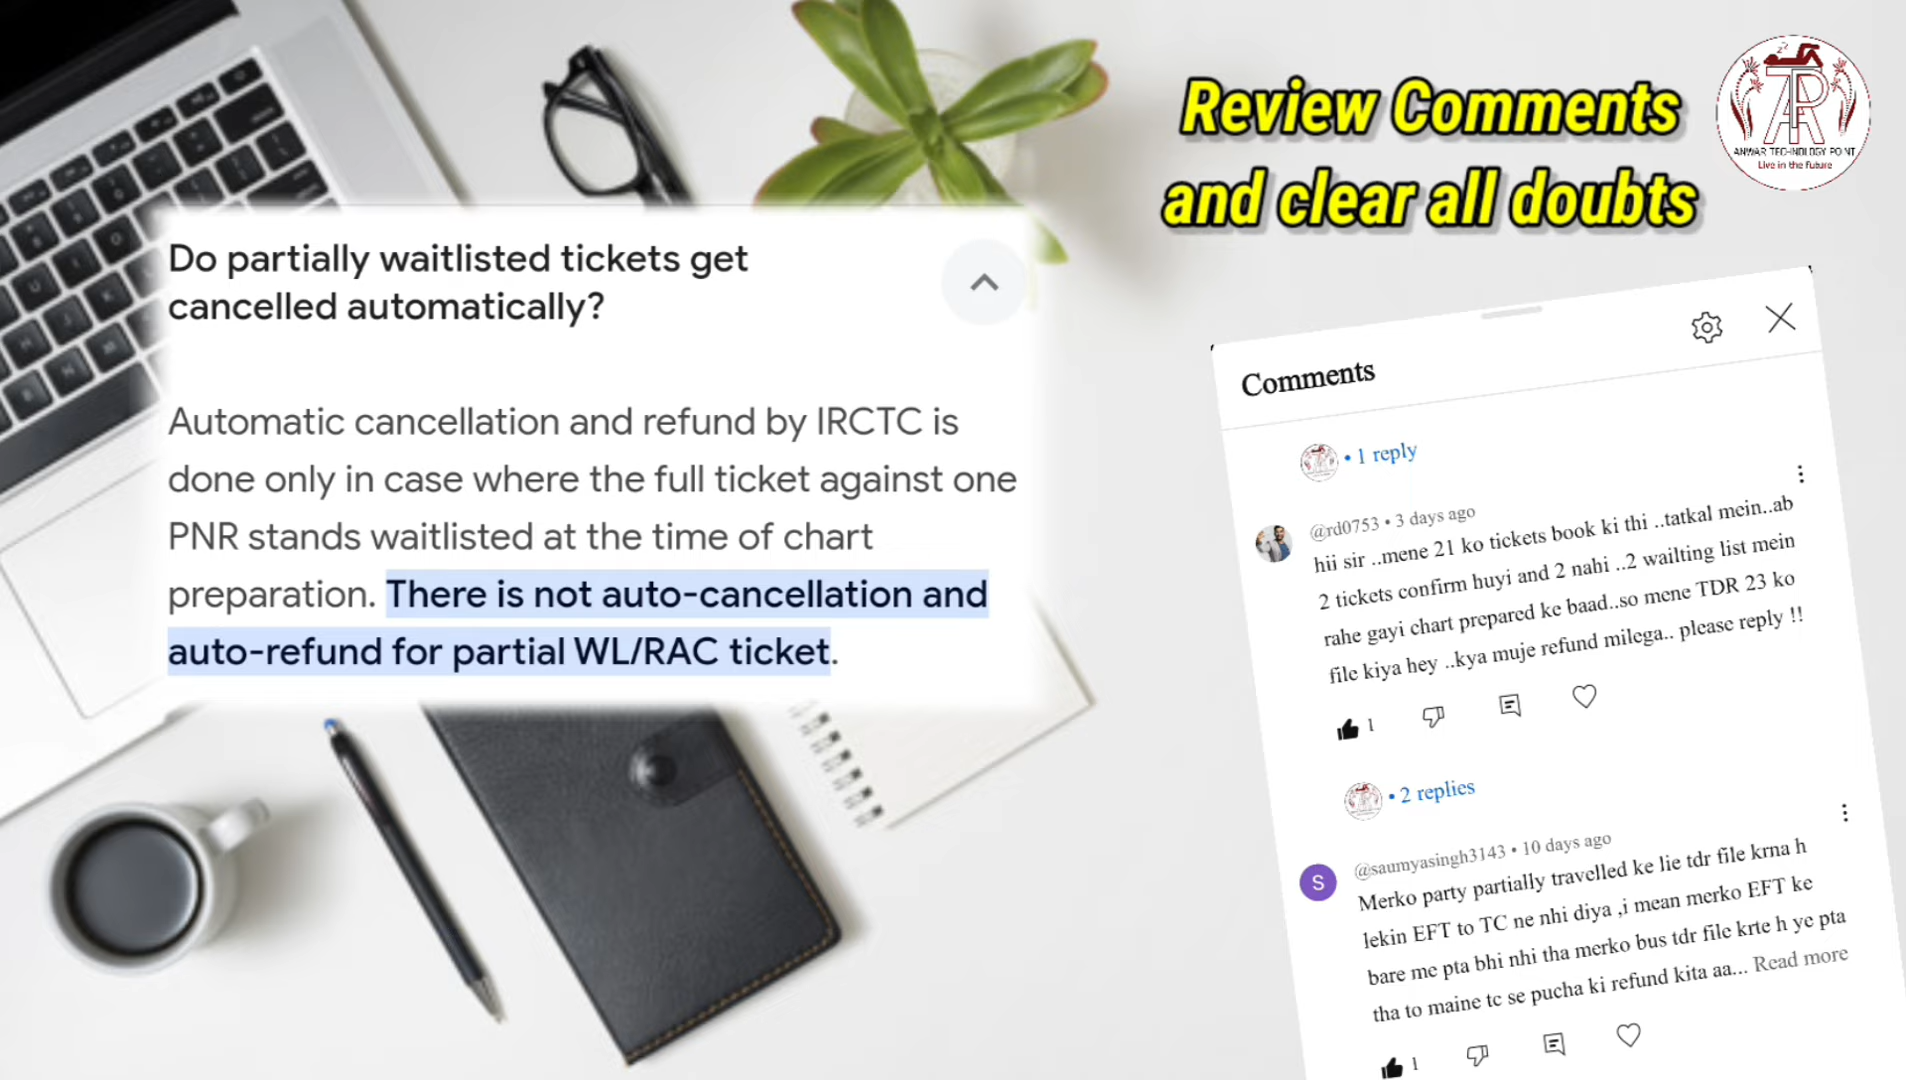 Do partially waitlisted tickets get
cancelled automatically?
Automatic cancellation and refund by IRCTC is
done only in case where the full ticket against one
PNR stands waitlisted at the time of chart
preparation. There is not auto-cancellation and
auto-refund for partial WL/RAC ticket.
Review Comments
and clear all doubts
ANWAR TECHNOLOGY POINT
Live in the Future
Comments
• 1 reply
@rd0753 • 3 days ago
hii sir ..mene 21 ko tickets book ki thi ..tatkal mein..ab
2 tickets confirm huyi and 2 nahi ..2 wailting list mein
rahe gayi chart prepared ke baad..so mene TDR 23 ko
file kiya hey ..kya muje refund milega.. please reply !!
1
• 2 replies
S
@saumyasingh3143 • 10 days ago
Merko party partially travelled ke lie tdr file krna h
lekin EFT to TC ne nhi diya ,i mean merko EFT ke
bare me pta bhi nhi tha merko bus tdr file krte h ye pta
tha to maine tc se pucha ki refund kita aa... Read more
1